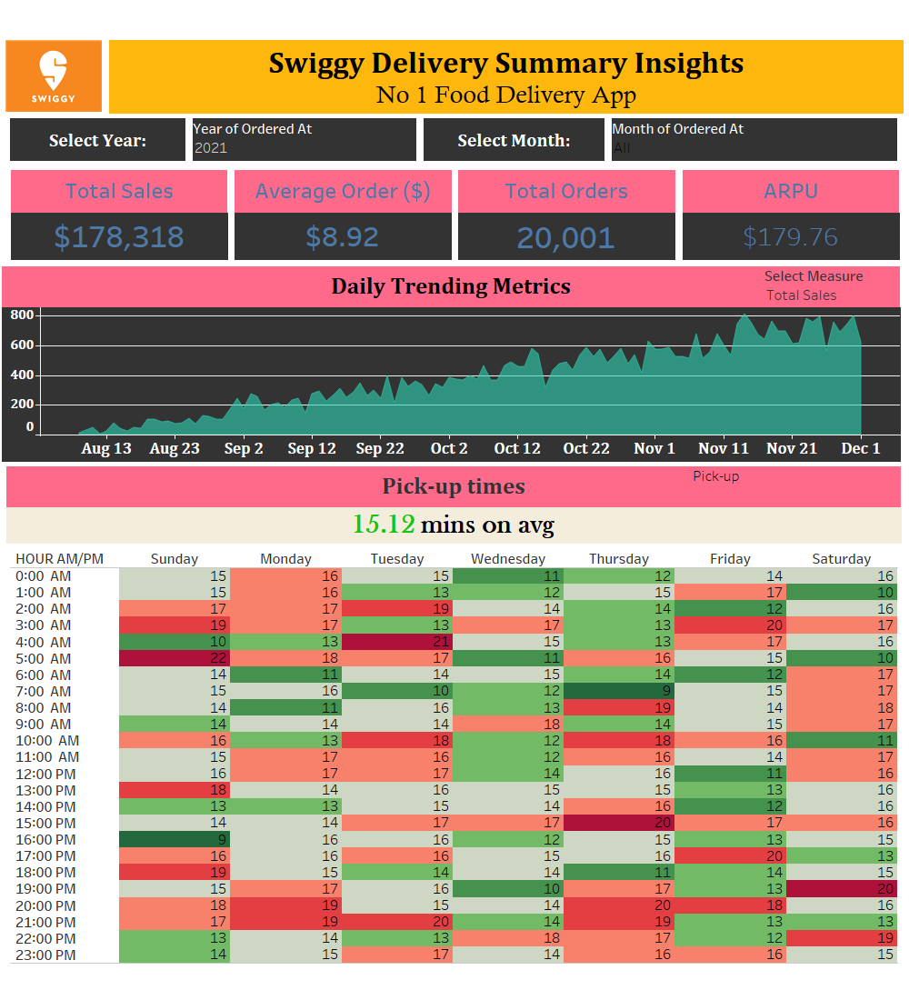 SWIGGY
Swiggy Delivery Summary Insights
No 1 Food Delivery App
Select Year:
Year of Ordered At
2021
Select Month:
Month of Ordered At
All
Total Sales
Average Order ($)
Total Orders
ARPU
$178,318
$8.92
20,001
$179.76
Daily Trending Metrics
Select Measure
Total Sales
800
600
400
200
0
Aug 13 Aug 23 Sep 2 Sep 12 Sep 22 Oct 2 Oct 12 Oct 22 Nov 1 Nov 11 Nov 21 Dec 1
Pick-up times
Pick-up
15.12 mins on avg
HOUR AM/PM Sunday Monday Tuesday Wednesday Thursday Friday Saturday
0:00 AM 15 16 15 11 12 14 16
1:00 AM 15 16 13 12 15 17 10
2:00 AM 17 17 19 14 14 12 16
3:00 AM 19 17 13 17 13 20 17
4:00 AM 10 13 21 15 13 17 16
5:00 AM 22 18 17 11 16 15 10
6:00 AM 14 11 14 15 14 12 17
7:00 AM 15 16 10 12 9 15 17
8:00 AM 14 11 16 13 19 14 18
9:00 AM 14 14 14 18 14 15 17
10:00 AM 16 13 18 12 18 16 11
11:00 AM 15 17 16 12 16 14 17
12:00 PM 16 17 17 14 16 11 16
13:00 PM 18 14 16 15 15 13 16
14:00 PM 13 13 15 14 16 12 16
15:00 PM 14 14 17 17 20 17 16
16:00 PM 9 16 16 12 15 13 15
17:00 PM 16 16 16 15 16 20 13
18:00 PM 19 15 14 14 11 14 15
19:00 PM 15 17 16 10 17 13 20
20:00 PM 18 19 15 14 20 18 16
21:00 PM 17 19 20 14 19 13 13
22:00 PM 13 14 13 18 17 12 19
23:00 PM 14 15 17 14 16 16 15